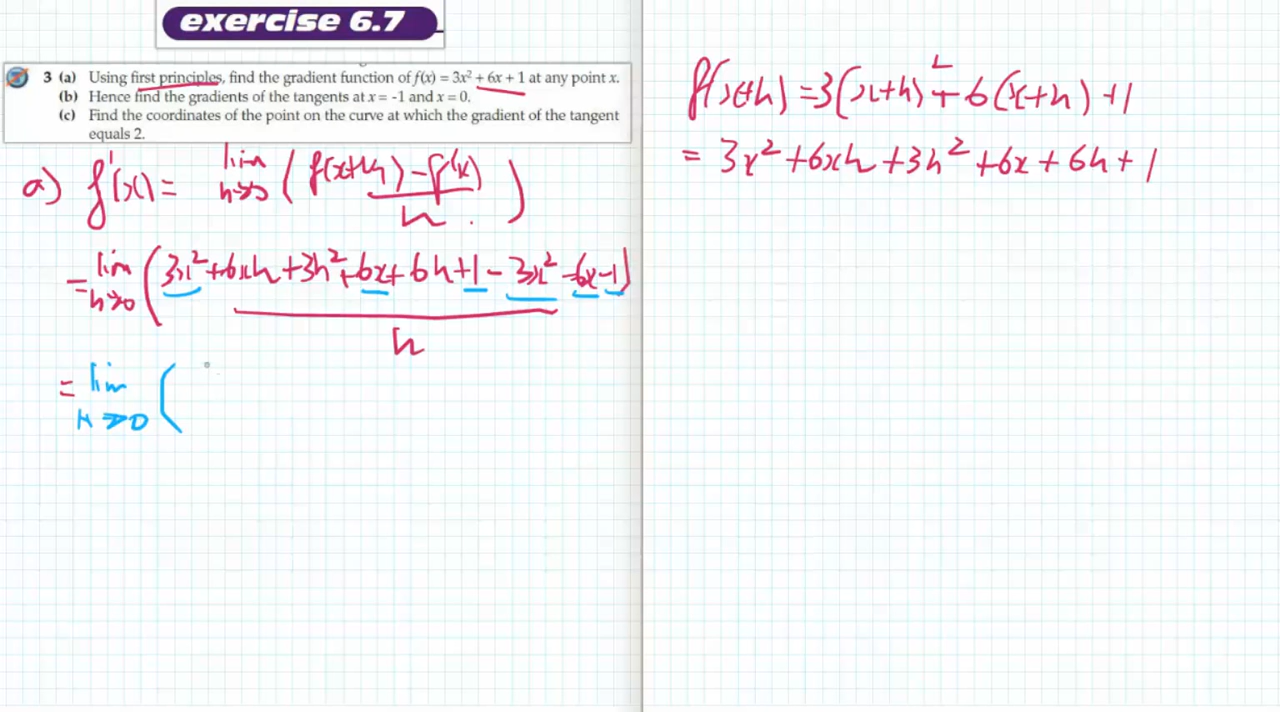 exercise 6.7
3 (a) Using first principles, find the gradient function of f(x) = 3x² + 6x + 1 at any point x.
(b) Hence find the gradients of the tangents at x = -1 and x = 0.
(c) Find the coordinates of the point on the curve at which the gradient of the tangent
equals 2.
a) f'(x) = lim h→0 ( f(x+h) - f(x) / h )
= lim h→0 ( 3x² + 6xh + 3h² + 6x + 6h + 1 - 3x² - 6x - 1 ) / h
= lim h→0 (
f(x+h) = 3(x+h)² + 6(x+h) + 1
= 3x² + 6xh + 3h² + 6x + 6h + 1